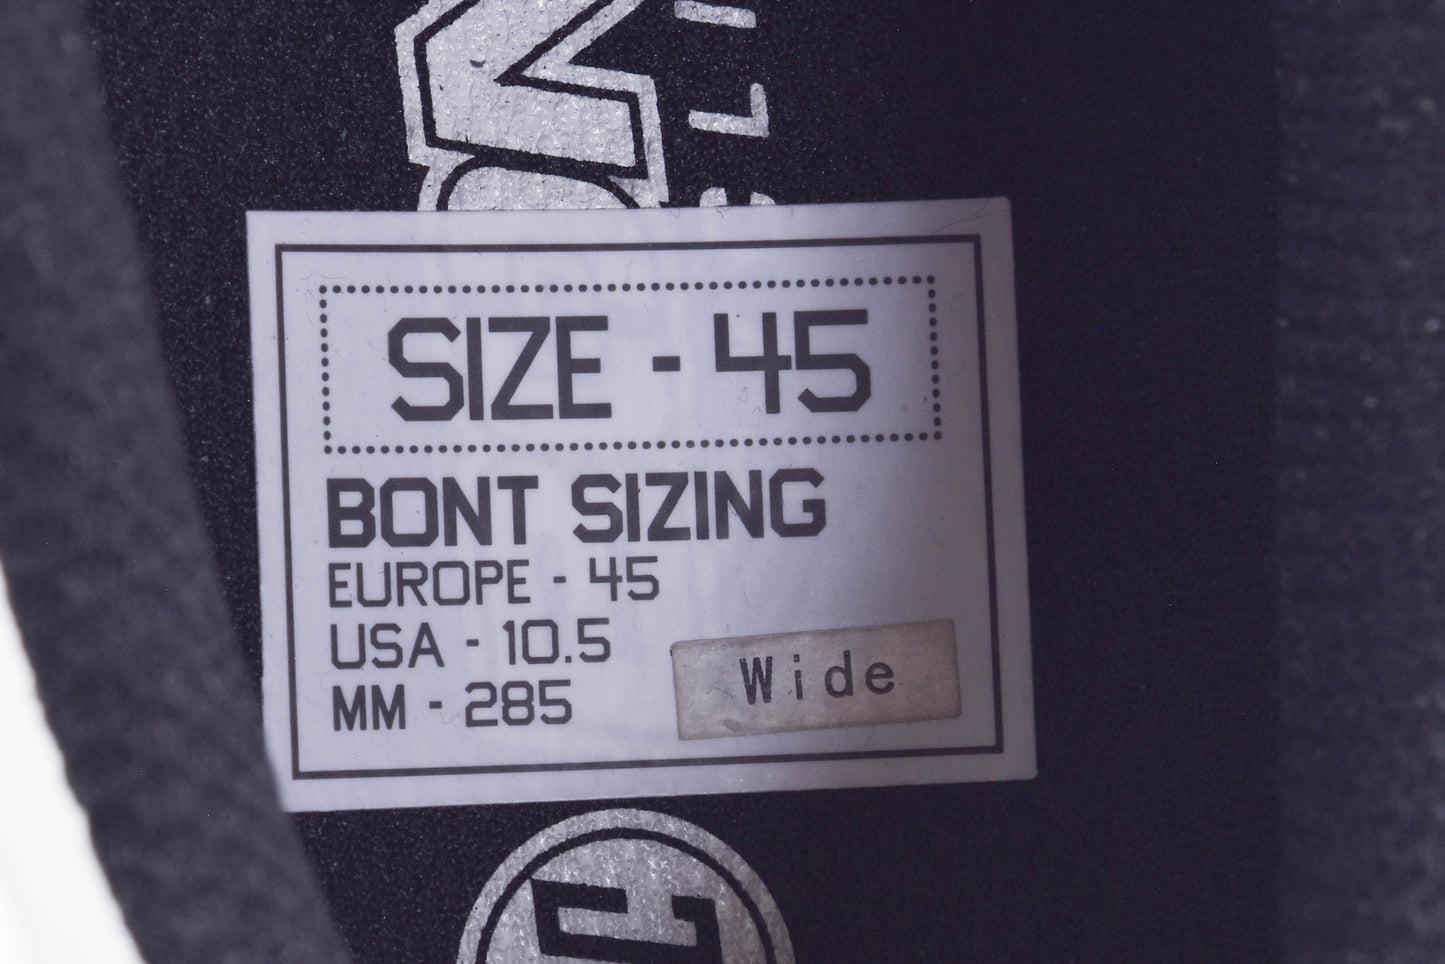 SIZE - 45
BONT SIZING
EUROPE - 45
USA - 10.5
MM - 285
Wide